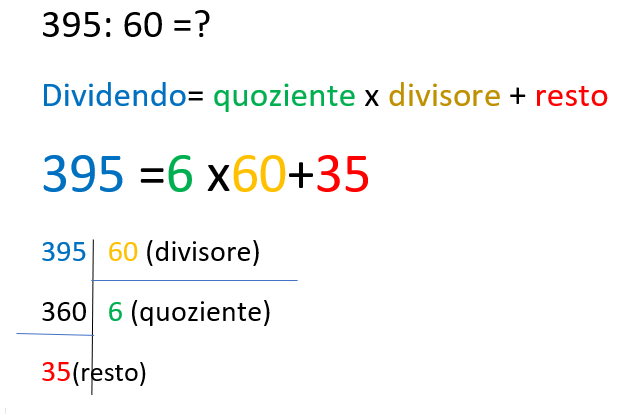 395: 60 =?
Dividendo= quoziente x divisore + resto
395 =6 x60+35
395 60 (divisore)
360 6 (quoziente)
35(resto)